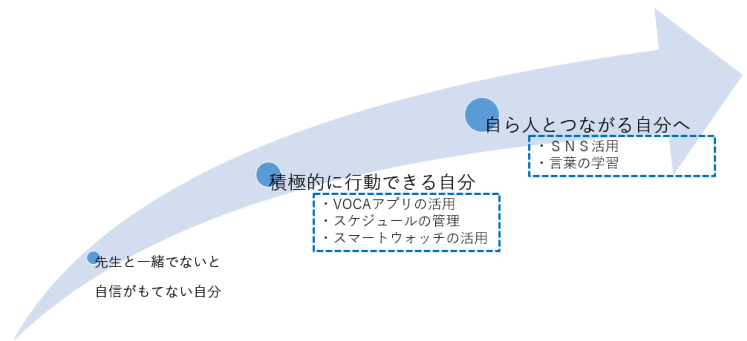 自ら人とつながる自分へ
・ＳＮＳ活用
・言葉の学習
積極的に行動できる自分
・VOCAアプリの活用
・スケジュールの管理
・スマートウォッチの活用
先生と一緒でないと
自信がもてない自分